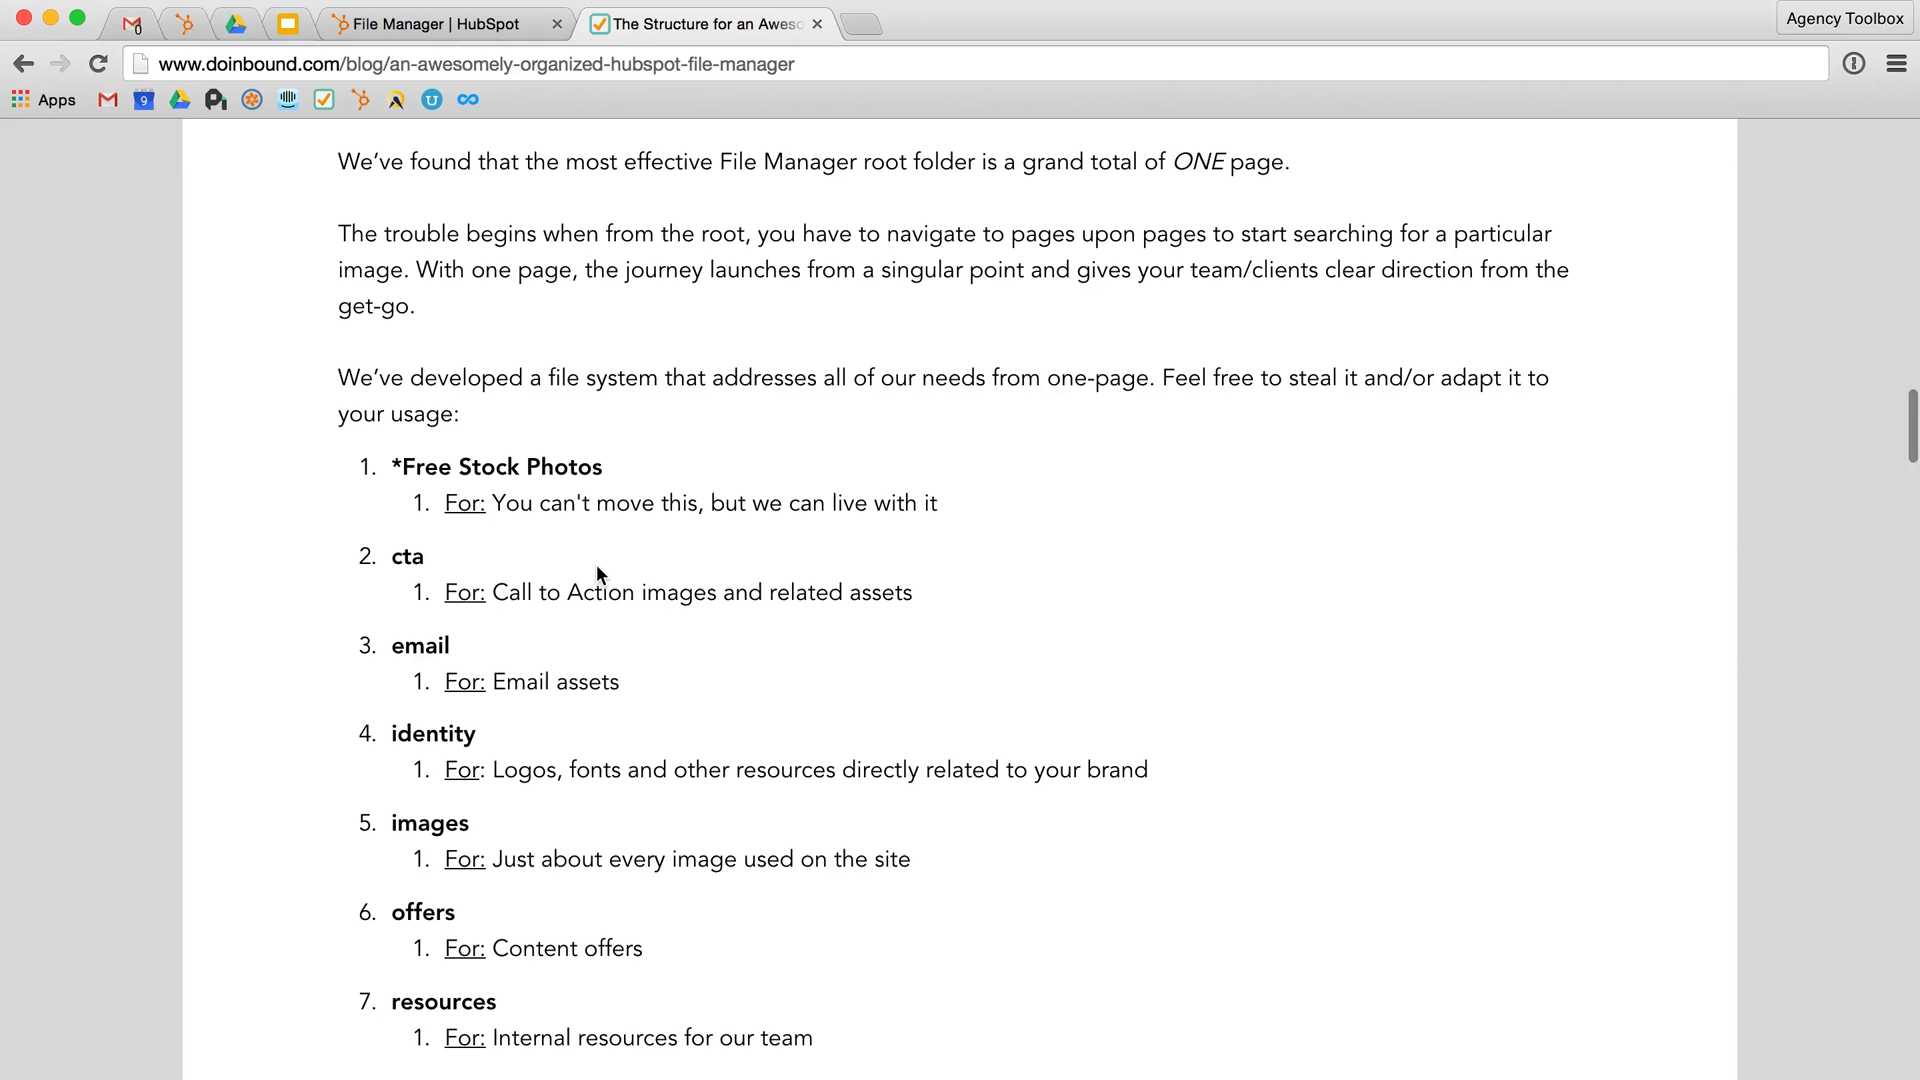 File Manager | HubSpot
The Structure for an Aweso
Agency Toolbox
www.doinbound.com/blog/an-awesomely-organized-hubspot-file-manager
Apps
We’ve found that the most effective File Manager root folder is a grand total of ONE page.
The trouble begins when from the root, you have to navigate to pages upon pages to start searching for a particular
image. With one page, the journey launches from a singular point and gives your team/clients clear direction from the
get-go.
We’ve developed a file system that addresses all of our needs from one-page. Feel free to steal it and/or adapt it to
your usage:
1. *Free Stock Photos
1. For: You can't move this, but we can live with it
2. cta
1. For: Call to Action images and related assets
3. email
1. For: Email assets
4. identity
1. For: Logos, fonts and other resources directly related to your brand
5. images
1. For: Just about every image used on the site
6. offers
1. For: Content offers
7. resources
1. For: Internal resources for our team